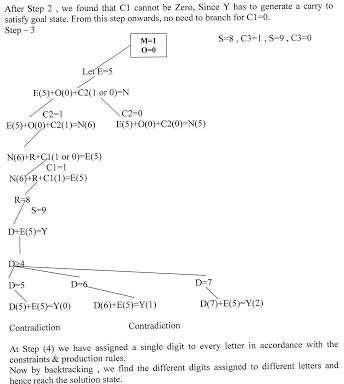 After Step 2 , we found that C1 cannot be Zero, Since Y has to generate a carry to
satisfy goal state. From this step onwards, no need to branch for C1=0.
Step – 3
M=1
O=0
S=8 , C3=1 , S=9 , C3=0
Let E=5
E(5)+O(0)+C2(1 or 0)=N
C2=1
C2=0
E(5)+O(0)+C2(1)=N(6)
E(5)+O(0)+C2(0)=N(5)
N(6)+R+C1(1 or 0)=E(5)
C1=1
N(6)+R+C1(1)=E(5)
R=8
S=9
D+E(5)=Y
D>4
D=5
D=6
D=7
D(5)+E(5)=Y(0)
D(6)+E(5)=Y(1)
D(7)+E(5)=Y(2)
Contradiction
Contradiction
At Step (4) we have assigned a single digit to every letter in accordance with the
constraints & production rules.
Now by backtracking , we find the different digits assigned to different letters and
hence reach the solution state.